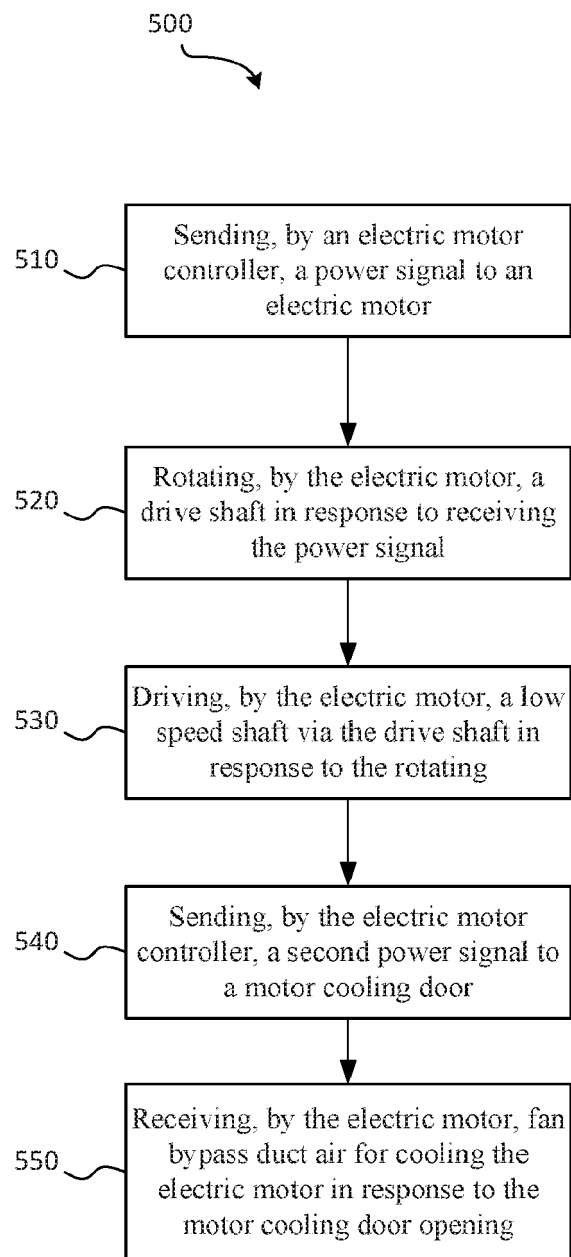 500
510
Sending, by an electric motor
controller, a power signal to an
electric motor
520
Rotating, by the electric motor, a
drive shaft in response to receiving
the power signal
530
Driving, by the electric motor, a low
speed shaft via the drive shaft in
response to the rotating
540
Sending, by the electric motor
controller, a second power signal to
a motor cooling door
550
Receiving, by the electric motor, fan
bypass duct air for cooling the
electric motor in response to the
motor cooling door opening